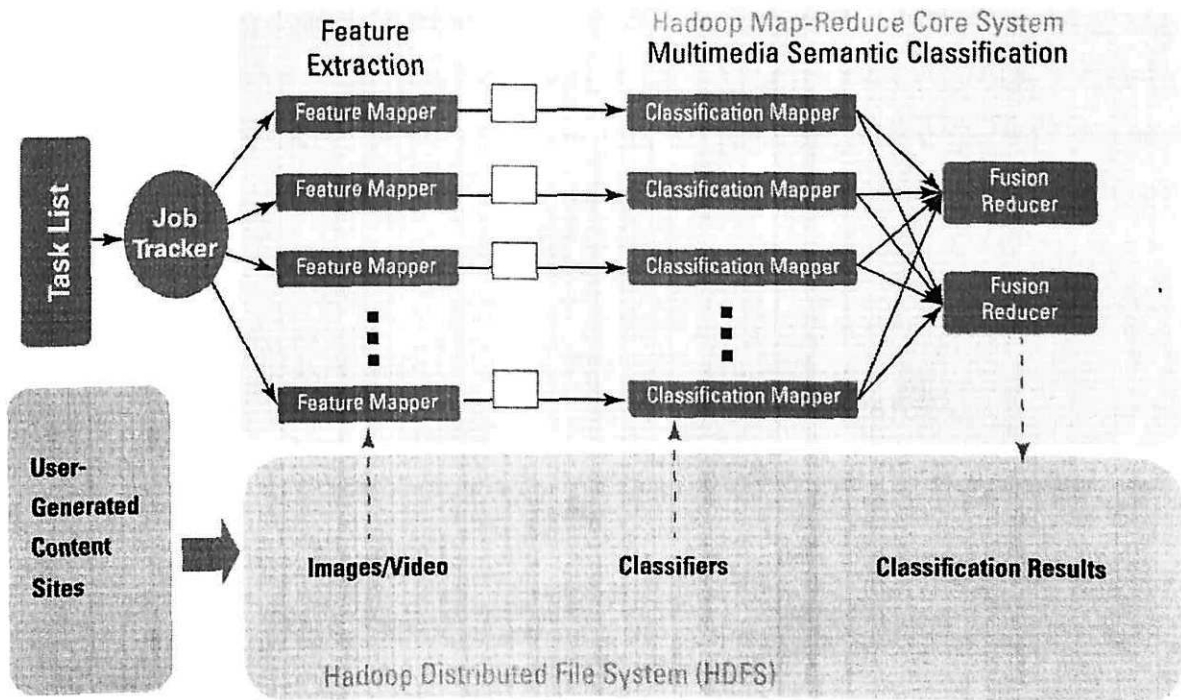 Hadoop Map-Reduce Core System
Feature
Extraction
Multimedia Semantic Classification
Task List
Job
Tracker
Feature Mapper
Classification Mapper
Feature Mapper
Classification Mapper
Feature Mapper
Classification Mapper
Feature Mapper
Classification Mapper
Fusion
Reducer
Fusion
Reducer
User-
Generated
Content
Sites
Images/Video
Classifiers
Classification Results
Hadoop Distributed File System (HDFS)